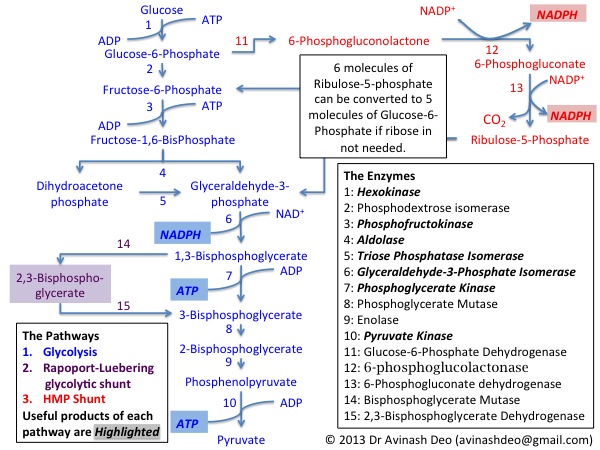 Glucose
1
ATP
ADP
Glucose-6-Phosphate
2
Fructose-6-Phosphate
3
ATP
ADP
Fructose-1,6-BisPhosphate
4
Dihydroacetone
phosphate
5
Glyceraldehyde-3-
phosphate
6
NAD⁺
NADPH
14
1,3-Bisphosphoglycerate
2,3-Bisphospho-
glycerate
7
ADP
ATP
15
3-Bisphosphoglycerate
8
2-Bisphosphoglycerate
9
Phosphenolpyruvate
10
ADP
ATP
Pyruvate
11
6-Phosphogluconolactone
NADP⁺
NADPH
12
6-Phosphogluconate
13
NADP⁺
CO₂
NADPH
Ribulose-5-Phosphate
6 molecules of
Ribulose-5-phosphate
can be converted to 5
molecules of Glucose-6-
Phosphate if ribose in
not needed.
The Pathways
1. Glycolysis
2. Rapoport-Luebering
glycolytic shunt
3. HMP Shunt
Useful products of each
pathway are Highlighted
The Enzymes
1: Hexokinase
2: Phosphodextrose isomerase
3: Phosphofructokinase
4: Aldolase
5: Triose Phosphatase Isomerase
6: Glyceraldehyde-3-Phosphate Isomerase
7: Phosphoglycerate Kinase
8: Phosphoglycerate Mutase
9: Enolase
10: Pyruvate Kinase
11: Glucose-6-Phosphate Dehydrogenase
12: 6-phosphoglucolactonase
13: 6-phosphogluconate dehydrogenase
14: Bisphoglycerate Mutase
15: 2,3-Bisphosphoglycerate Dehydrogenase
© 2013 Dr Avinash Deo (avinashdeo@gmail.com)